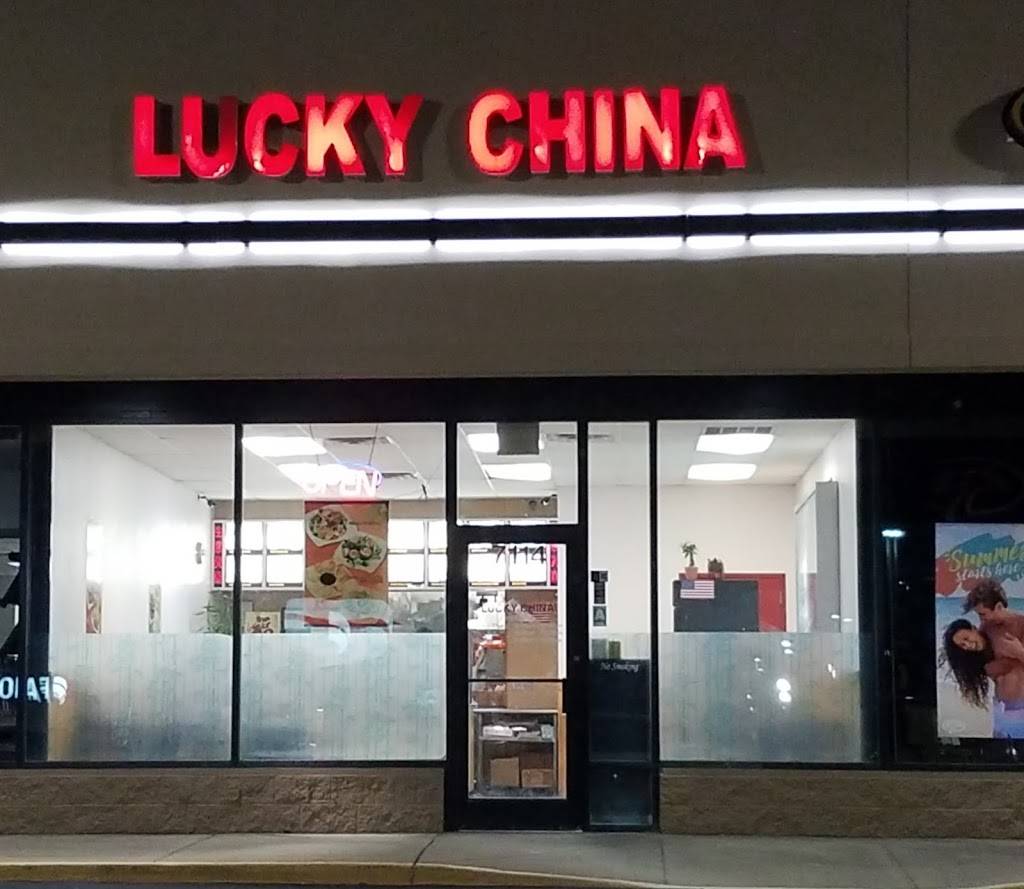 LUCKY CHINA
OPEN
7114
LUCKY CHINA
No Smoking
Summer
starts here